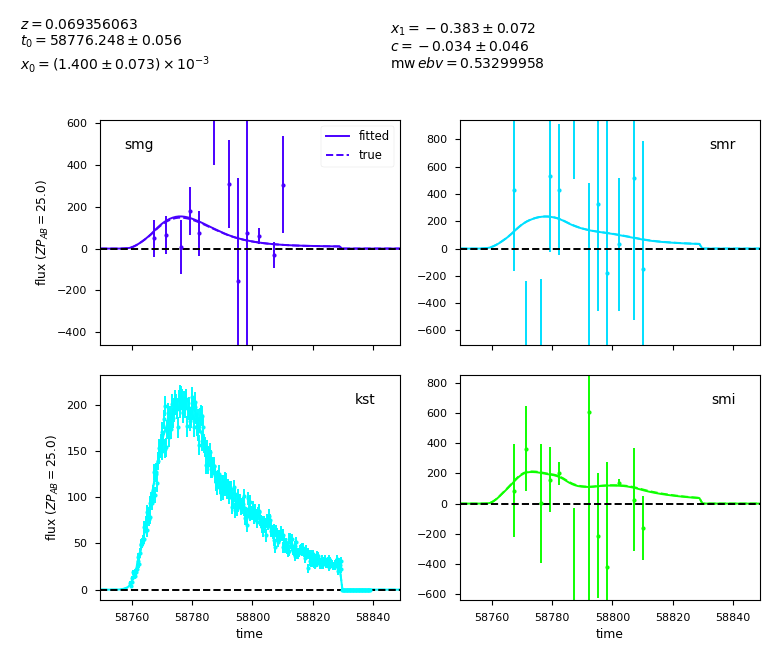 z = 0.069356063
t₀ = 58776.248 ± 0.056
x₀ = (1.400 ± 0.073) × 10⁻³
x₁ = −0.383 ± 0.072
c = −0.034 ± 0.046
mw ebv = 0.53299958
smg
fitted
true
600
400
200
0
−200
−400
flux (ZP_AB = 25.0)
smr
800
600
400
200
0
−200
−400
−600
kst
200
150
100
50
0
flux (ZP_AB = 25.0)
58760 58780 58800 58820 58840
time
smi
800
600
400
200
0
−200
−400
−600
58760 58780 58800 58820 58840
time